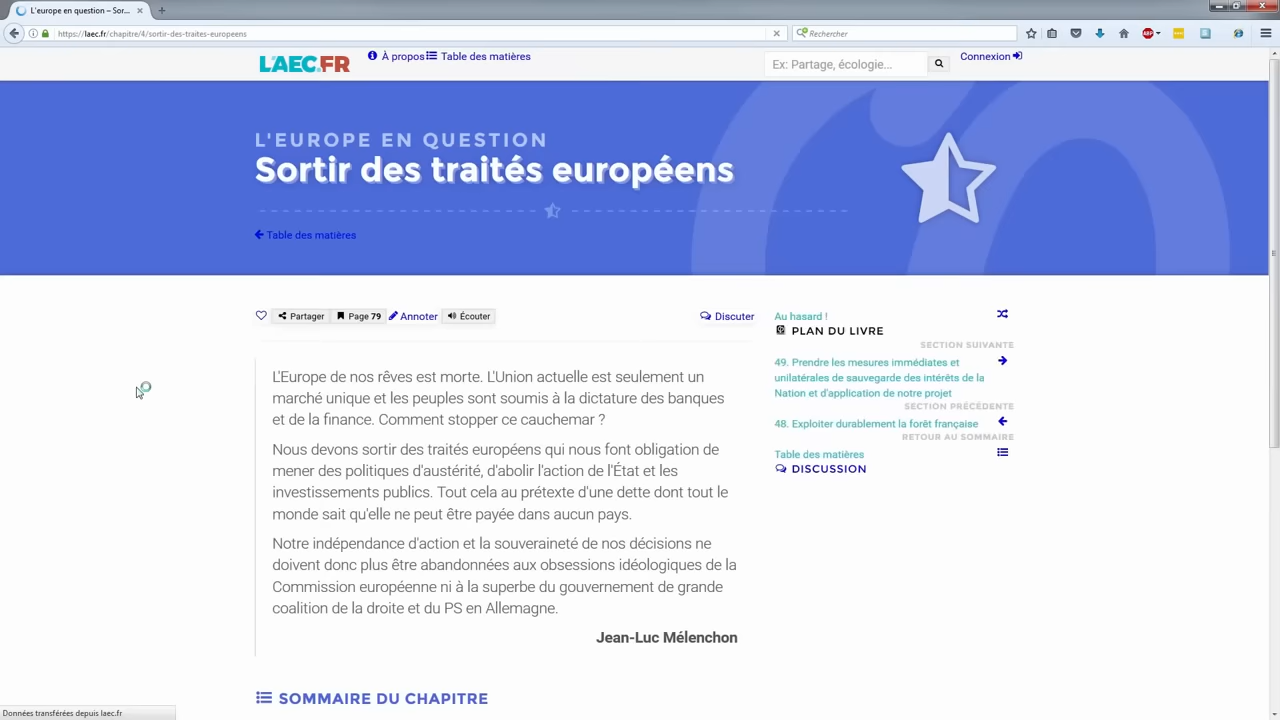 L'europe en question – Sor...
https://laec.fr/chapitre/4/sortir-des-traites-europeens
Rechercher
ABP
L'AEC.FR
À propos
Table des matières
Ex: Partage, écologie...
Connexion
L'EUROPE EN QUESTION
Sortir des traités européens
Table des matières
Partager
Page 79
Annoter
Écouter
Discuter
L'Europe de nos rêves est morte. L'Union actuelle est seulement un
marché unique et les peuples sont soumis à la dictature des banques
et de la finance. Comment stopper ce cauchemar ?
Nous devons sortir des traités européens qui nous font obligation de
mener des politiques d'austérité, d'abolir l'action de l'État et les
investissements publics. Tout cela au prétexte d'une dette dont tout le
monde sait qu'elle ne peut être payée dans aucun pays.
Notre indépendance d'action et la souveraineté de nos décisions ne
doivent donc plus être abandonnées aux obsessions idéologiques de la
Commission européenne ni à la superbe du gouvernement de grande
coalition de la droite et du PS en Allemagne.
Jean-Luc Mélenchon
SOMMAIRE DU CHAPITRE
Au hasard !
PLAN DU LIVRE
SECTION SUIVANTE
49. Prendre les mesures immédiates et
unilatérales de sauvegarde des intérêts de la
Nation et d'application de notre projet
SECTION PRÉCÉDENTE
48. Exploiter durablement la forêt française
RETOUR AU SOMMAIRE
Table des matières
DISCUSSION
Données transférées depuis laec.fr